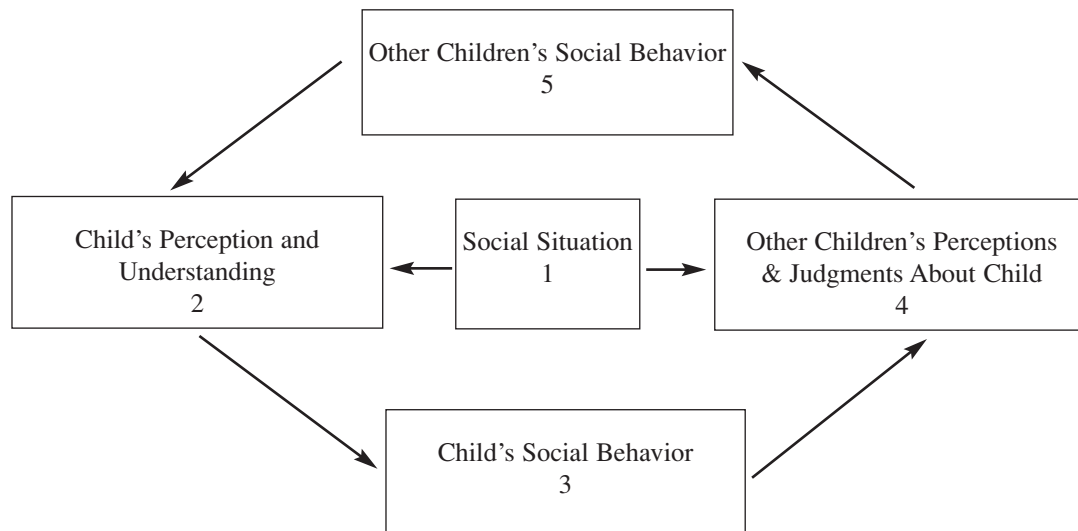 Other Children’s Social Behavior
5
Child’s Perception and
Understanding
2
Social Situation
1
Other Children’s Perceptions
& Judgments About Child
4
Child’s Social Behavior
3